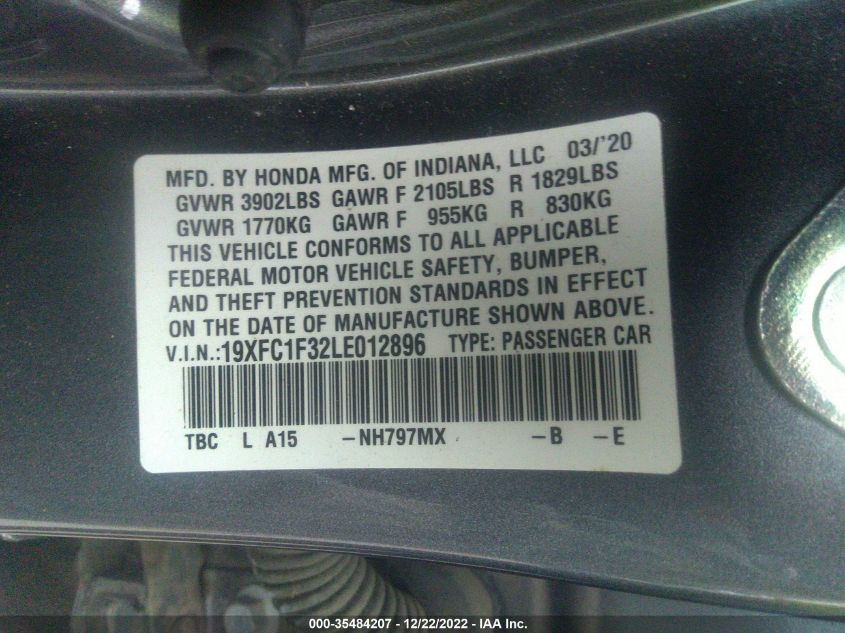 MFD. BY HONDA MFG. OF INDIANA, LLC 03/'20
GVWR 3902LBS GAWR F 2105LBS R 1829LBS
GVWR 1770KG GAWR F 955KG R 830KG
THIS VEHICLE CONFORMS TO ALL APPLICABLE
FEDERAL MOTOR VEHICLE SAFETY, BUMPER,
AND THEFT PREVENTION STANDARDS IN EFFECT
ON THE DATE OF MANUFACTURE SHOWN ABOVE.
V.I.N.:19XFC1F32LE012896 TYPE: PASSENGER CAR
TBC L A15 -NH797MX -B -E
000-35484207 - 12/22/2022 - IAA Inc.